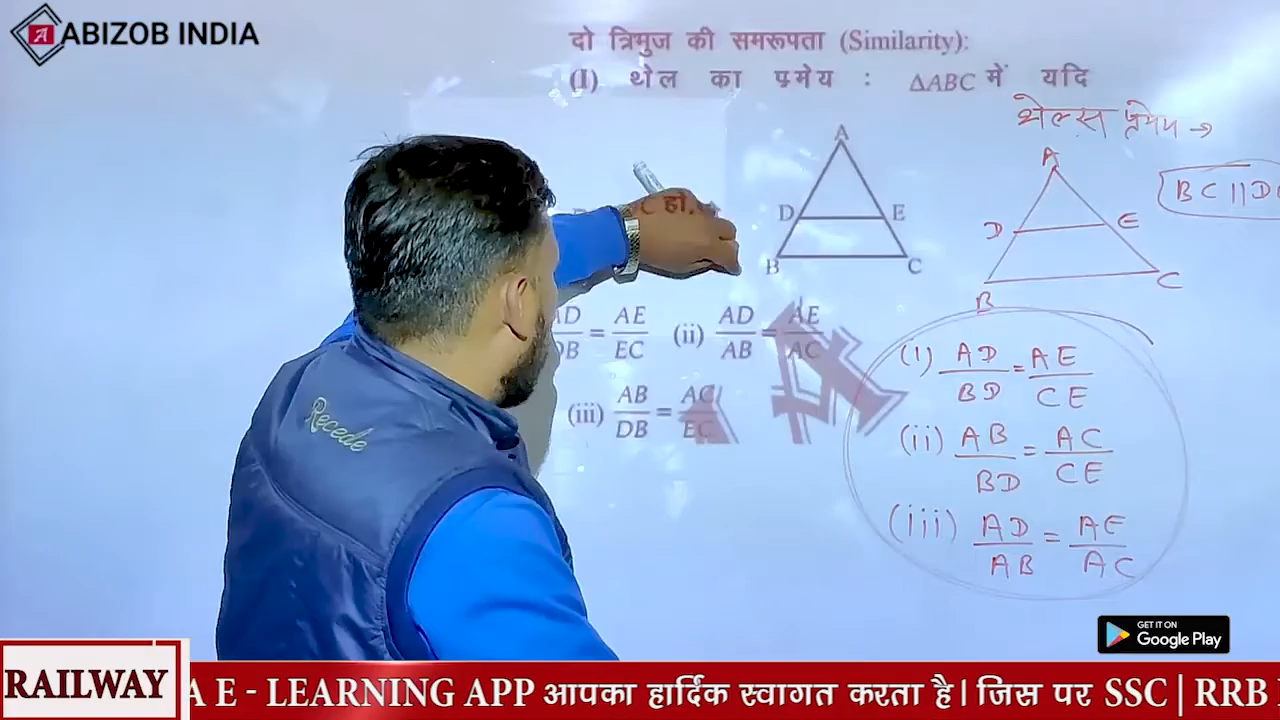 ABIZOB INDIA
दो त्रिमुज की समरूपता (Similarity):
(I) थेल का प्रमेय : ΔABC में यदि
थेल्स प्रमेय →
A
A
BC || D
हो.
D E
D E
B C
B C
AD/DB = AE/EC (ii) AD/AB = AE/AC
(iii) AB/DB = AC/EC
(i) AD/BD = AE/CE
(ii) AB/BD = AC/CE
(iii) AD/AB = AE/AC
Recede
GET IT ON
Google Play
RAILWAY
A E - LEARNING APP आपका हार्दिक स्वागत करता है। जिस पर SSC | RRB